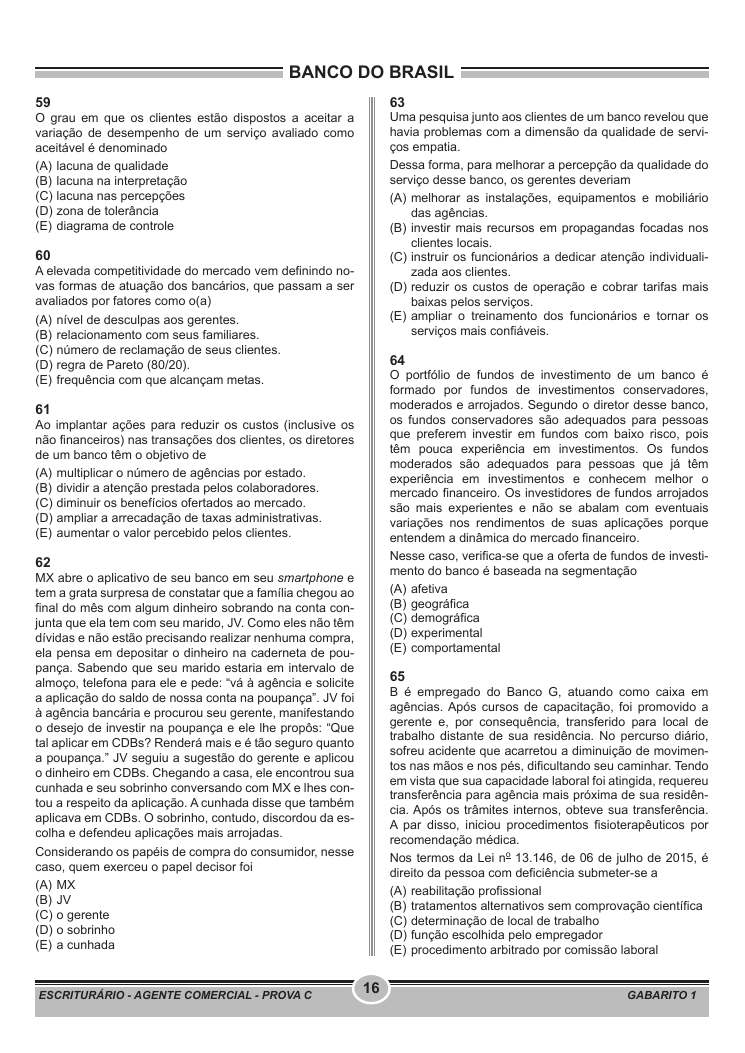 BANCO DO BRASIL
59
O grau em que os clientes estão dispostos a aceitar a
variação de desempenho de um serviço avaliado como
aceitável é denominado
(A) lacuna de qualidade
(B) lacuna na interpretação
(C) lacuna nas percepções
(D) zona de tolerância
(E) diagrama de controle
60
A elevada competitividade do mercado vem definindo no-
vas formas de atuação dos bancários, que passam a ser
avaliados por fatores como o(a)
(A) nível de desculpas aos gerentes.
(B) relacionamento com seus familiares.
(C) número de reclamação de seus clientes.
(D) regra de Pareto (80/20).
(E) frequência com que alcançam metas.
61
Ao implantar ações para reduzir os custos (inclusive os
não financeiros) nas transações dos clientes, os diretores
de um banco têm o objetivo de
(A) multiplicar o número de agências por estado.
(B) dividir a atenção prestada pelos colaboradores.
(C) diminuir os benefícios ofertados ao mercado.
(D) ampliar a arrecadação de taxas administrativas.
(E) aumentar o valor percebido pelos clientes.
62
MX abre o aplicativo de seu banco em seu smartphone e
tem a grata surpresa de constatar que a família chegou ao
final do mês com algum dinheiro sobrando na conta con-
junta que ela tem com seu marido, JV. Como eles não têm
dívidas e não estão precisando realizar nenhuma compra,
ela pensa em depositar o dinheiro na caderneta de pou-
pança. Sabendo que seu marido estaria em intervalo de
almoço, telefona para ele e pede: “vá à agência e solicite
a aplicação do saldo de nossa conta na poupança”. JV foi
à agência bancária e procurou seu gerente, manifestando
o desejo de investir na poupança e ele lhe propôs: “Que
tal aplicar em CDBs? Renderá mais e é tão seguro quanto
a poupança.” JV seguiu a sugestão do gerente e aplicou
o dinheiro em CDBs. Chegando a casa, ele encontrou sua
cunhada e seu sobrinho conversando com MX e lhes con-
tou a respeito da aplicação. A cunhada disse que também
aplicava em CDBs. O sobrinho, contudo, discordou da es-
colha e defendeu aplicações mais arrojadas.
Considerando os papéis de compra do consumidor, nesse
caso, quem exerceu o papel decisor foi
(A) MX
(B) JV
(C) o gerente
(D) o sobrinho
(E) a cunhada
63
Uma pesquisa junto aos clientes de um banco revelou que
havia problemas com a dimensão da qualidade de servi-
ços empatia.
Dessa forma, para melhorar a percepção da qualidade do
serviço desse banco, os gerentes deveriam
(A) melhorar as instalações, equipamentos e mobiliário
das agências.
(B) investir mais recursos em propagandas focadas nos
clientes locais.
(C) instruir os funcionários a dedicar atenção individuali-
zada aos clientes.
(D) reduzir os custos de operação e cobrar tarifas mais
baixas pelos serviços.
(E) ampliar o treinamento dos funcionários e tornar os
serviços mais confiáveis.
64
O portfólio de fundos de investimento de um banco é
formado por fundos de investimentos conservadores,
moderados e arrojados. Segundo o diretor desse banco,
os fundos conservadores são adequados para pessoas
que preferem investir em fundos com baixo risco, pois
têm pouca experiência em investimentos. Os fundos
moderados são adequados para pessoas que já têm
experiência em investimentos e conhecem melhor o
mercado financeiro. Os investidores de fundos arrojados
são mais experientes e não se abalam com eventuais
variações nos rendimentos de suas aplicações porque
entendem a dinâmica do mercado financeiro.
Nesse caso, verifica-se que a oferta de fundos de investi-
mento do banco é baseada na segmentação
(A) afetiva
(B) geográfica
(C) demográfica
(D) experimental
(E) comportamental
65
B é empregado do Banco G, atuando como caixa em
agências. Após cursos de capacitação, foi promovido a
gerente e, por consequência, transferido para local de
trabalho distante de sua residência. No percurso diário,
sofreu acidente que acarretou a diminuição de movimen-
tos nas mãos e nos pés, dificultando seu caminhar. Tendo
em vista que sua capacidade laboral foi atingida, requereu
transferência para agência mais próxima de sua residên-
cia. Após os trâmites internos, obteve sua transferência.
A par disso, iniciou procedimentos fisioterapêuticos por
recomendação médica.
Nos termos da Lei nº 13.146, de 06 de julho de 2015, é
direito da pessoa com deficiência submeter-se a
(A) reabilitação profissional
(B) tratamentos alternativos sem comprovação científica
(C) determinação de local de trabalho
(D) função escolhida pelo empregador
(E) procedimento arbitrado por comissão laboral
ESCRITURÁRIO - AGENTE COMERCIAL - PROVA C
16
GABARITO 1